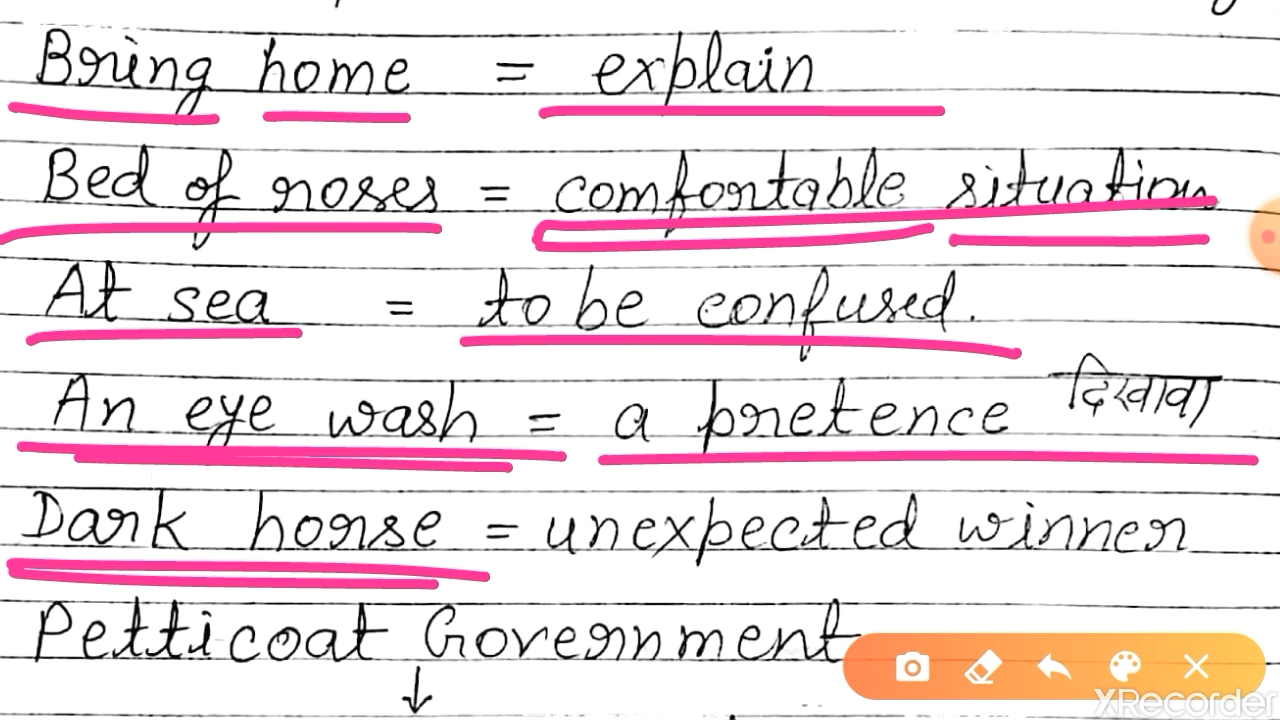 Bring home = explain
Bed of roses = comfortable situation
At sea = to be confused.
An eye wash = a pretence दिखावा
Dark horse = unexpected winner
Petticoat Government
↓
XRecorder